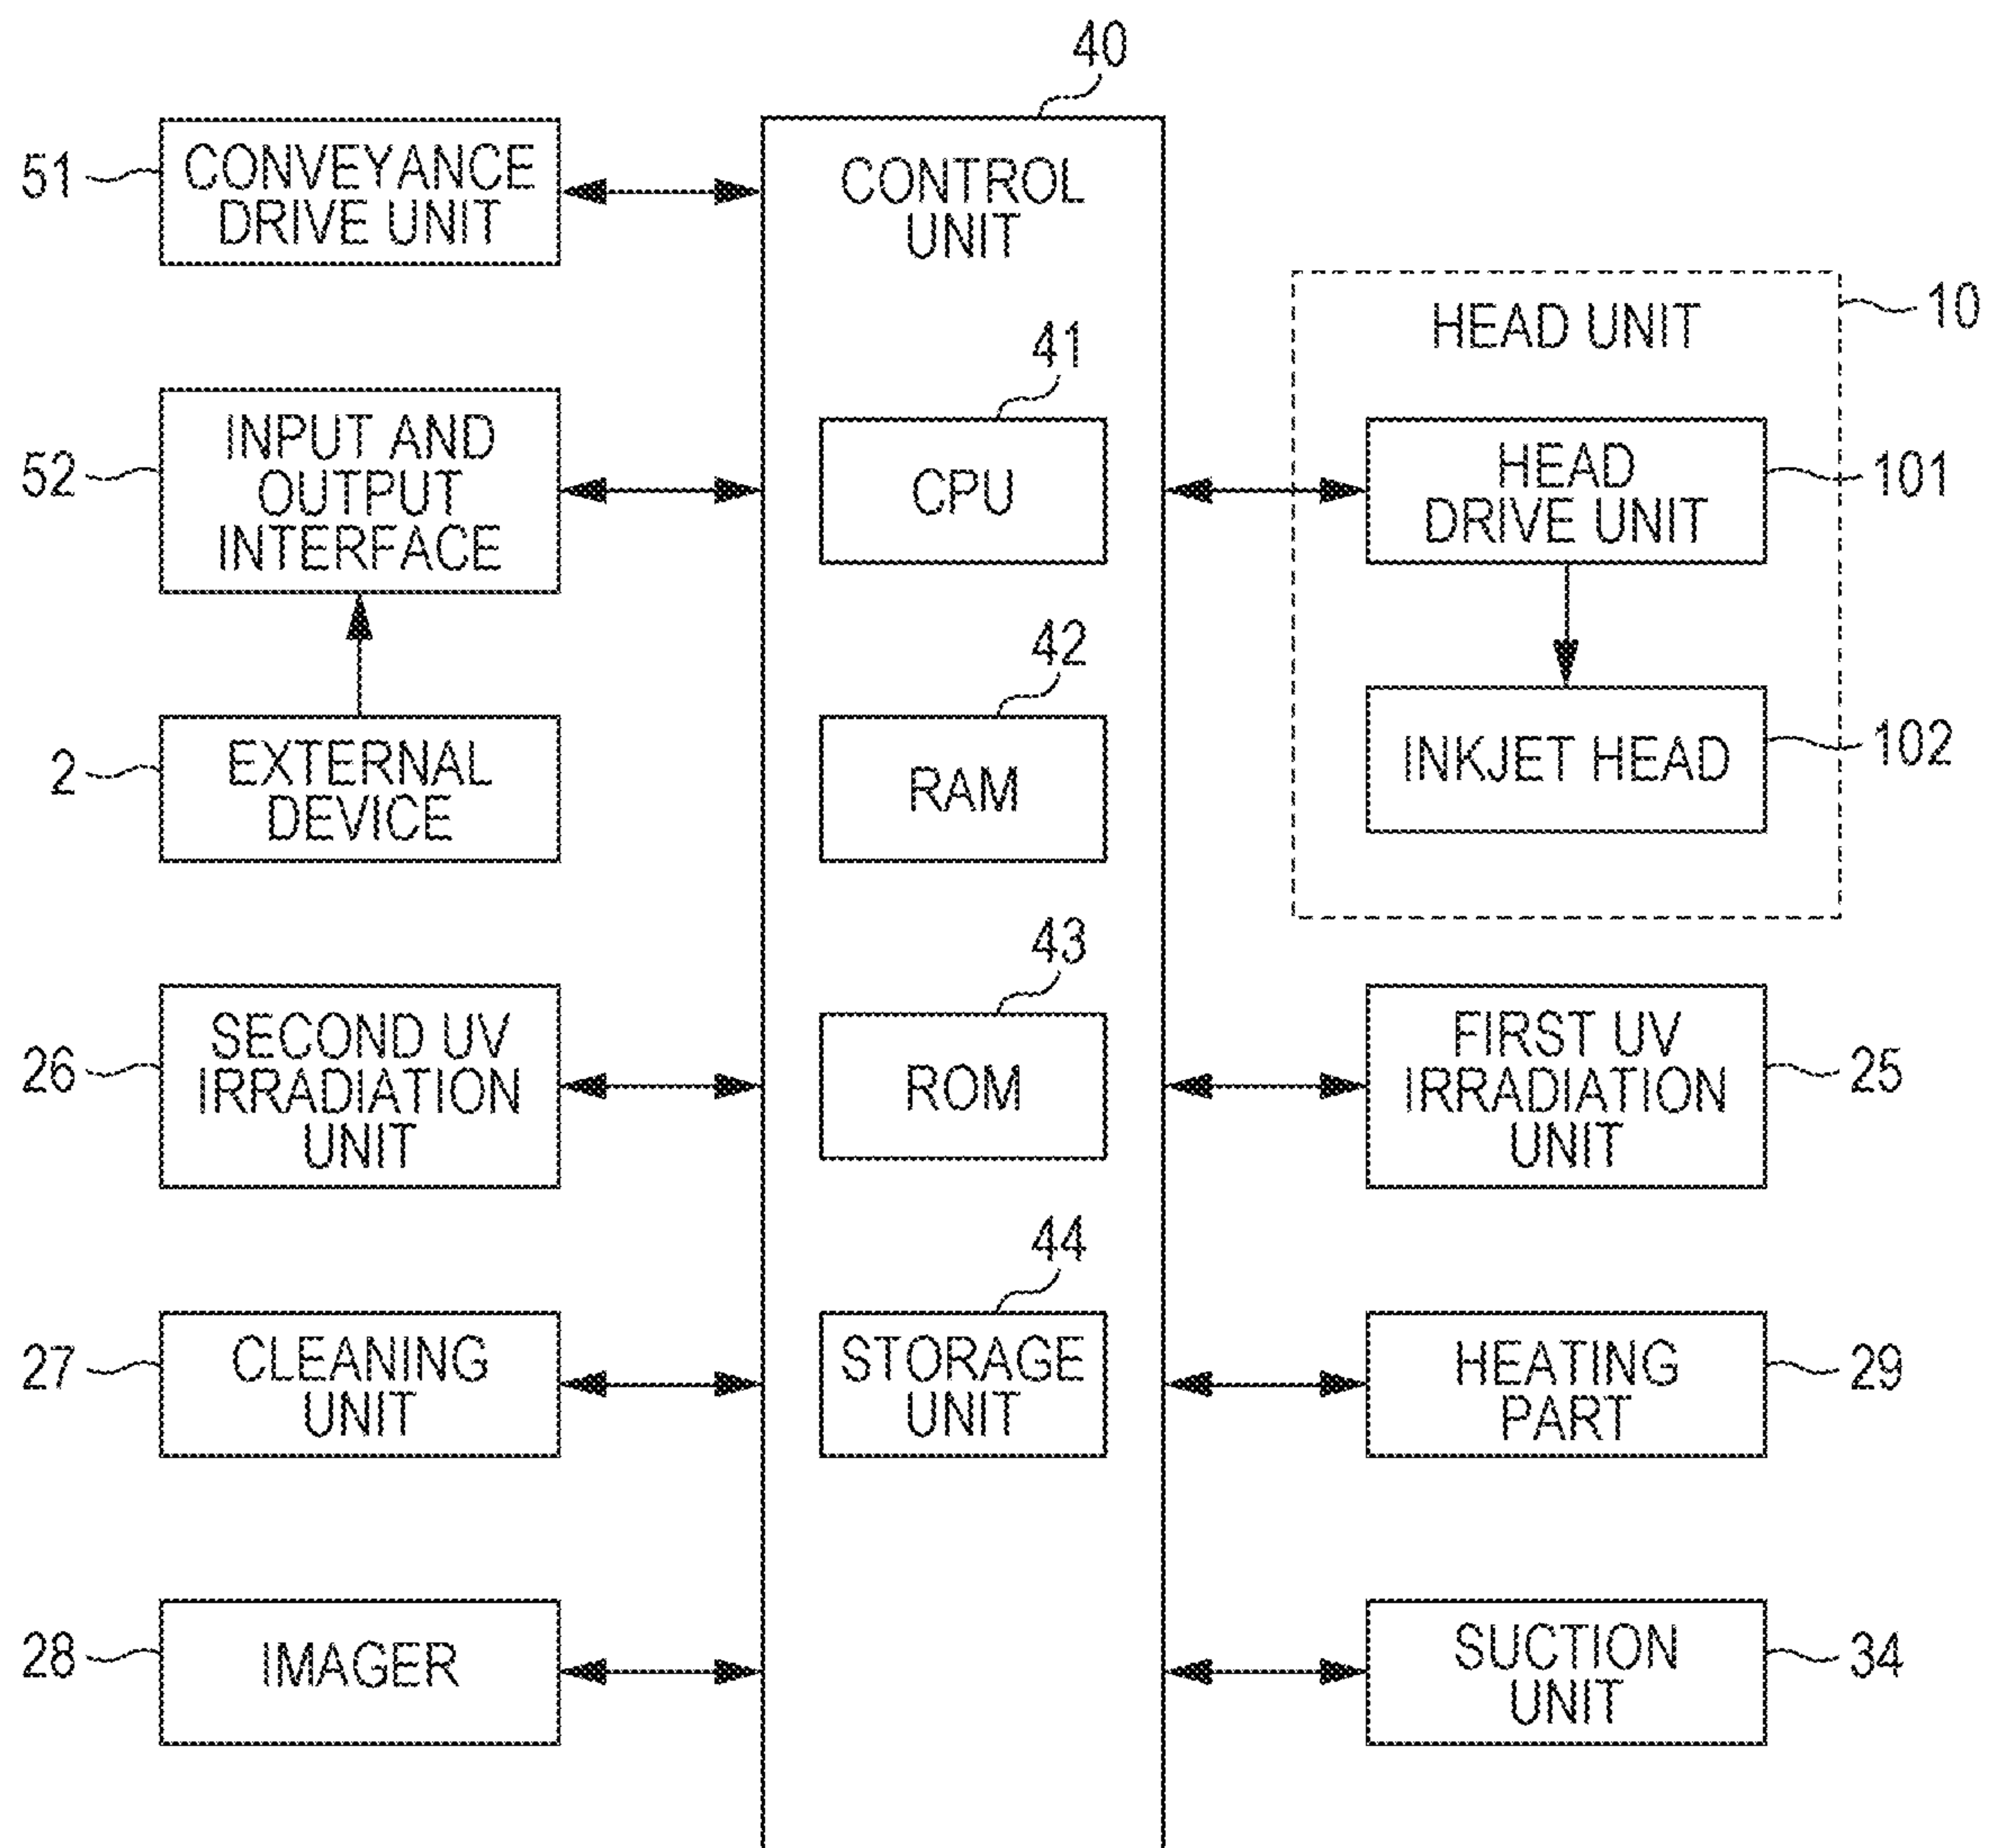 40
51
CONVEYANCE
DRIVE UNIT
CONTROL
UNIT
10
HEAD UNIT
41
52
INPUT AND
OUTPUT
INTERFACE
CPU
HEAD
DRIVE UNIT
101
42
2
EXTERNAL
DEVICE
RAM
INKJET HEAD
102
43
26
SECOND UV
IRRADIATION
UNIT
ROM
FIRST UV
IRRADIATION
UNIT
25
44
27
CLEANING
UNIT
STORAGE
UNIT
HEATING
PART
29
28
IMAGER
SUCTION
UNIT
34